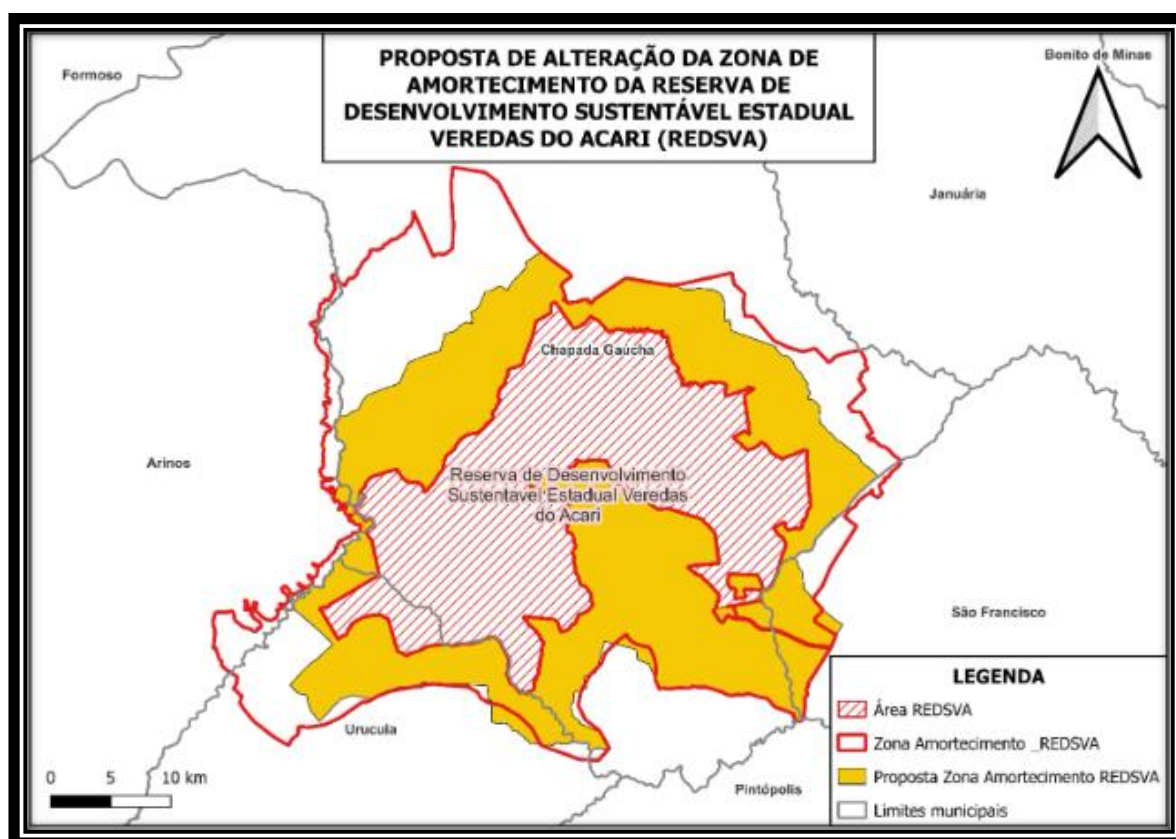 PROPOSTA DE ALTERAÇÃO DA ZONA DE
AMORTECIMENTO DA RESERVA DE
DESENVOLVIMENTO SUSTENTÁVEL ESTADUAL
VEREDAS DO ACARI (REDSVA)
Formoso
Bonito de Minas
Januária
Chapada Gaúcha
Arinos
Reserva de Desenvolvimento
Sustentavel Estadual Veredas
do Acari
São Francisco
Urucuia
Pintópolis
0 5 10 km
LEGENDA
Área REDSVA
Zona Amortecimento _REDSVA
Proposta Zona Amortecimento REDSVA
Limites municipais